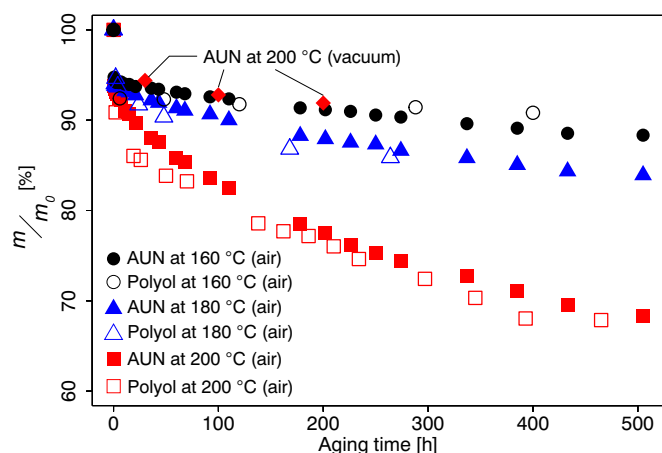 100
AUN at 200 °C (vacuum)
90
80
70
60
m/m0 [%]
AUN at 160 °C (air)
Polyol at 160 °C (air)
AUN at 180 °C (air)
Polyol at 180 °C (air)
AUN at 200 °C (air)
Polyol at 200 °C (air)
0 100 200 300 400 500
Aging time [h]